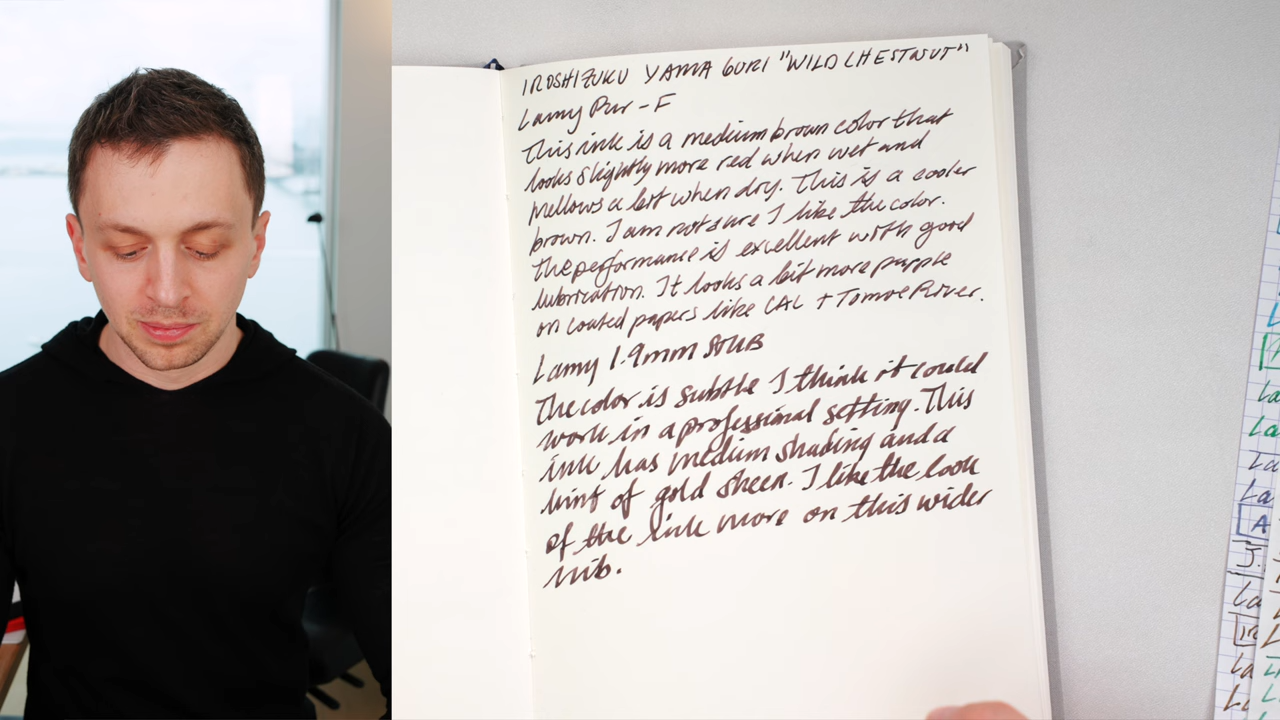 IROSHIZUKU YAMA GURI "WILD CHESTNUT"
Lamy Pur - F
This ink is a medium brown color that
looks slightly more red when wet and
mellows a bit when dry. This is a cooler
brown. I am not sure I like the color.
the performance is excellent with good
lubrication. It looks a bit more purple
on coated papers like CAL + Tomoe River.
Lamy 1.9mm STUB
The color is subtle I think it could
work in a professional setting. This
ink has medium shading and a
hint of gold sheen. I like the look
of the ink more on this wider
nib.